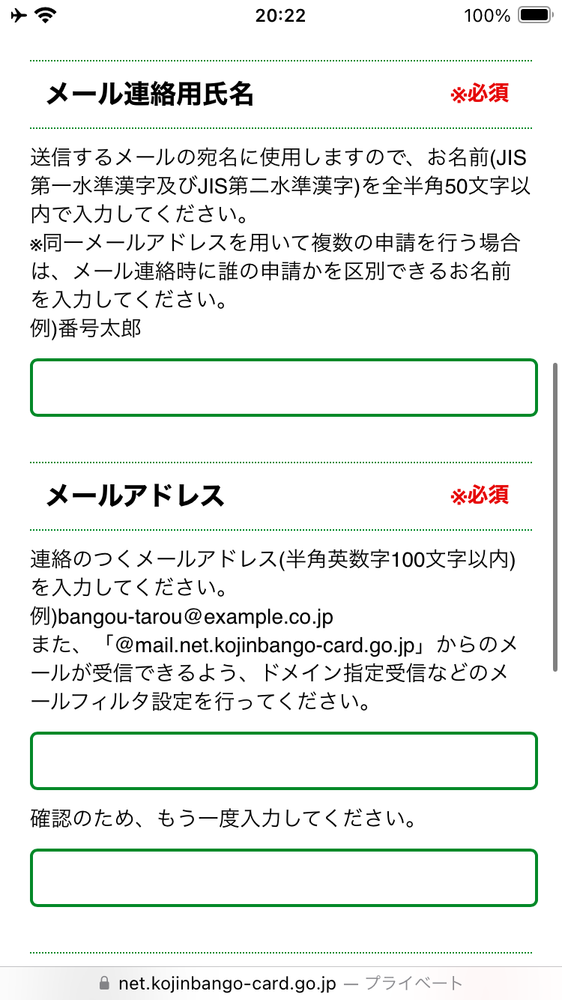 20:22
100%
メール連絡用氏名
※必須
送信するメールの宛名に使用しますので、お名前(JIS
第一水準漢字及びJIS第二水準漢字)を全半角50文字以
内で入力してください。
※同一メールアドレスを用いて複数の申請を行う場合
は、メール連絡時に誰の申請かを区別できるお名前
を入力してください。
例)番号太郎
メールアドレス
※必須
連絡のつくメールアドレス(半角英数字100文字以内)
を入力してください。
例)bangou-tarou@example.co.jp
また、「@mail.net.kojinbango-card.go.jp」からのメ
ールが受信できるよう、ドメイン指定受信などのメ
ールフィルタ設定を行ってください。
確認のため、もう一度入力してください。
net.kojinbango-card.go.jp — プライベート